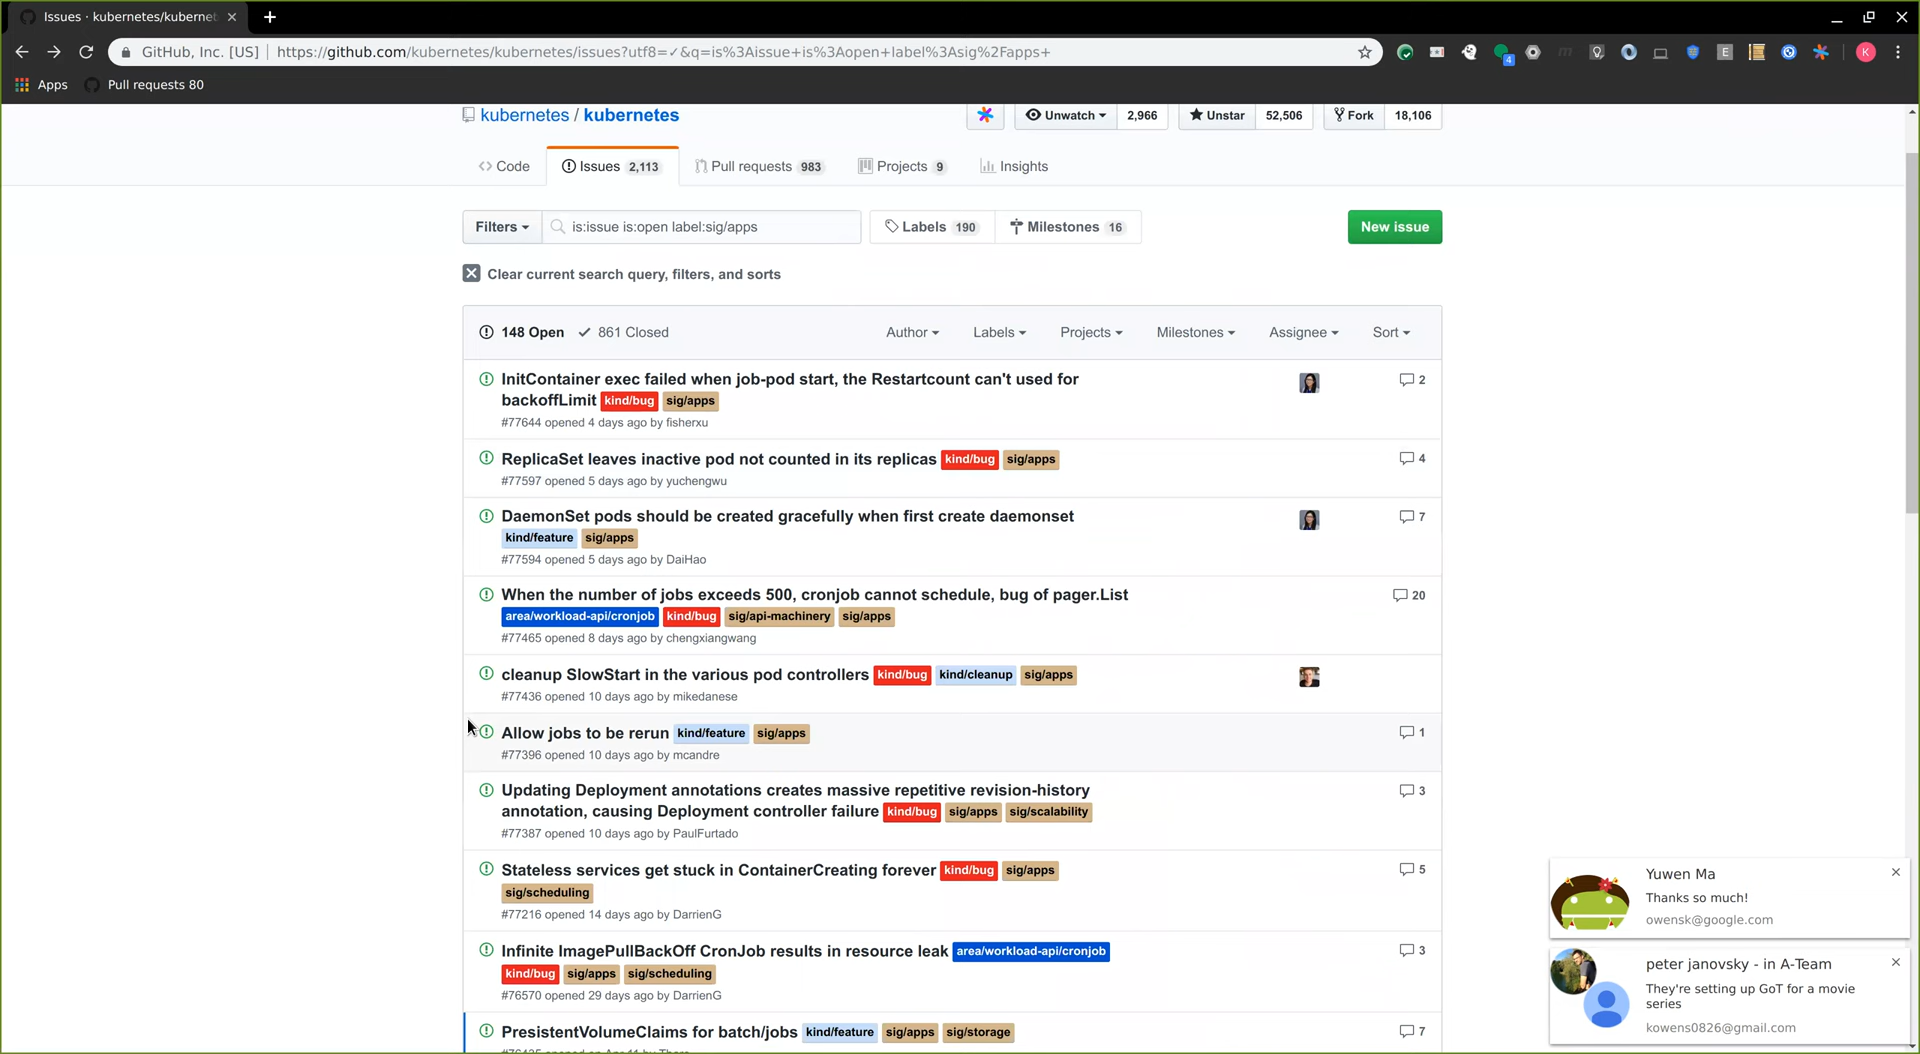 Issues · kubernetes/kubernet
GitHub, Inc. [US] | https://github.com/kubernetes/kubernetes/issues?utf8=✓&q=is%3Aissue+is%3Aopen+label%3Asig%2Fapps+
4
E
K
Apps
Pull requests 80
kubernetes / kubernetes
Unwatch 2,966
Unstar 52,506
Fork 18,106
Code
Issues 2,113
Pull requests 983
Projects 9
Insights
Filters
is:issue is:open label:sig/apps
Labels 190
Milestones 16
New issue
Clear current search query, filters, and sorts
148 Open
861 Closed
Author
Labels
Projects
Milestones
Assignee
Sort
InitContainer exec failed when job-pod start, the Restartcount can't used for
backoffLimit kind/bug sig/apps
2
#77644 opened 4 days ago by fisherxu
ReplicaSet leaves inactive pod not counted in its replicas kind/bug sig/apps
4
#77597 opened 5 days ago by yuchengwu
DaemonSet pods should be created gracefully when first create daemonset
7
kind/feature sig/apps
#77594 opened 5 days ago by DaiHao
When the number of jobs exceeds 500, cronjob cannot schedule, bug of pager.List
20
area/workload-api/cronjob kind/bug sig/api-machinery sig/apps
#77465 opened 8 days ago by chengxiangwang
cleanup SlowStart in the various pod controllers kind/bug kind/cleanup sig/apps
#77436 opened 10 days ago by mikedanese
Allow jobs to be rerun kind/feature sig/apps
1
#77396 opened 10 days ago by mcandre
Updating Deployment annotations creates massive repetitive revision-history
3
annotation, causing Deployment controller failure kind/bug sig/apps sig/scalability
#77387 opened 10 days ago by PaulFurtado
Stateless services get stuck in ContainerCreating forever kind/bug sig/apps
5
sig/scheduling
#77216 opened 14 days ago by DarrienG
Infinite ImagePullBackOff CronJob results in resource leak area/workload-api/cronjob
3
kind/bug sig/apps sig/scheduling
#76570 opened 29 days ago by DarrienG
PresistentVolumeClaims for batch/jobs kind/feature sig/apps sig/storage
7
Yuwen Ma
Thanks so much!
owensk@google.com
peter janovsky - in A-Team
They're setting up GoT for a movie
series
kowens0826@gmail.com